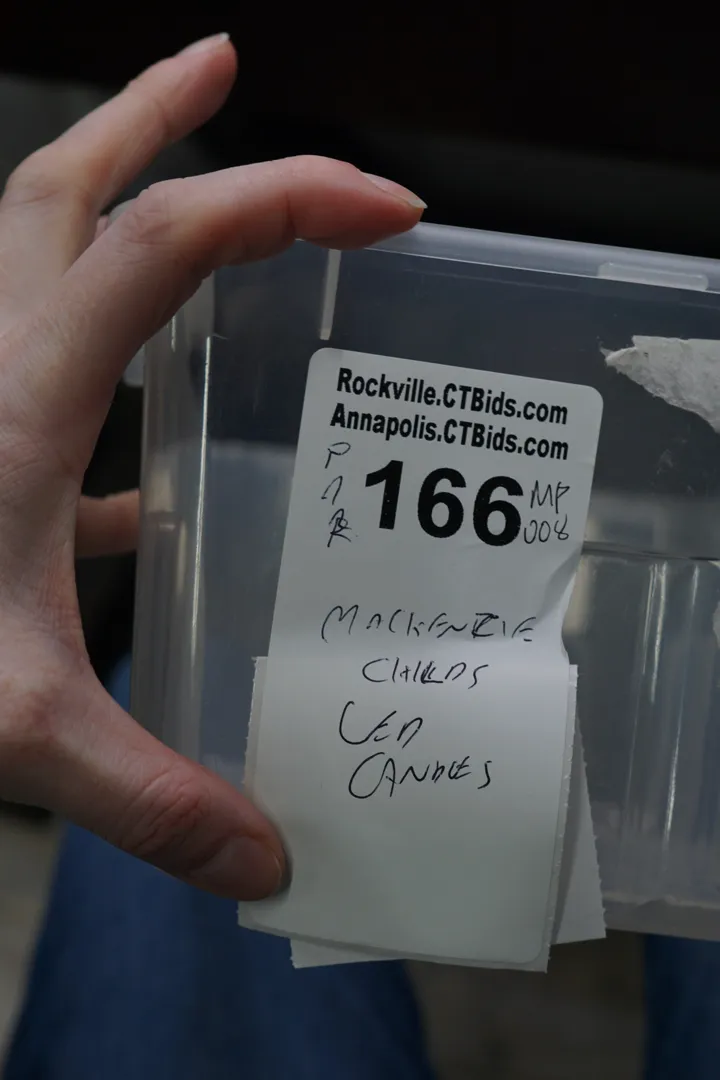 Rockville.CTBids.com
Annapolis.CTBids.com
166
MP
008
MACKENZIE
CHILDS
LED
CANDLES